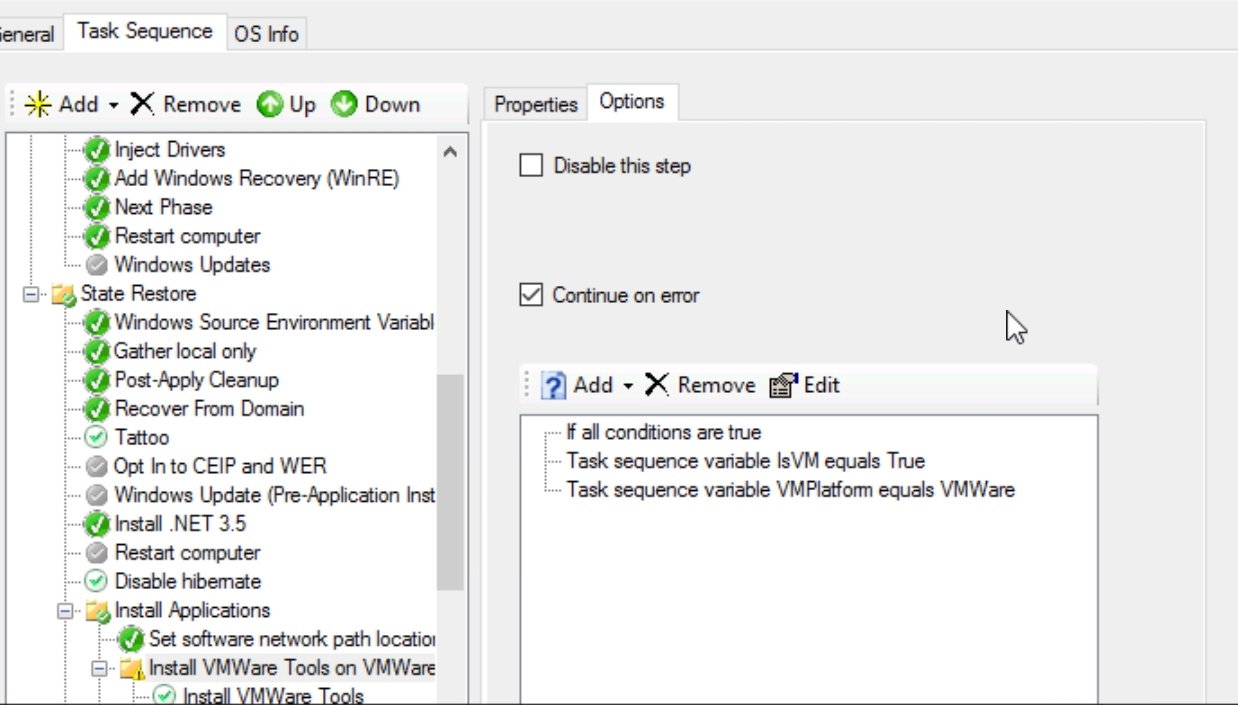 General Task Sequence OS Info
Add Remove Up Down
Properties Options
Inject Drivers
Add Windows Recovery (WinRE)
Next Phase
Restart computer
Windows Updates
State Restore
Windows Source Environment Variabl
Gather local only
Post-Apply Cleanup
Recover From Domain
Tattoo
Opt In to CEIP and WER
Windows Update (Pre-Application Inst
Install .NET 3.5
Restart computer
Disable hibernate
Install Applications
Set software network path location
Install VMWare Tools on VMWare
Install VMWare Tools
Disable this step
Continue on error
Add Remove Edit
If all conditions are true
Task sequence variable IsVM equals True
Task sequence variable VMPlatform equals VMWare